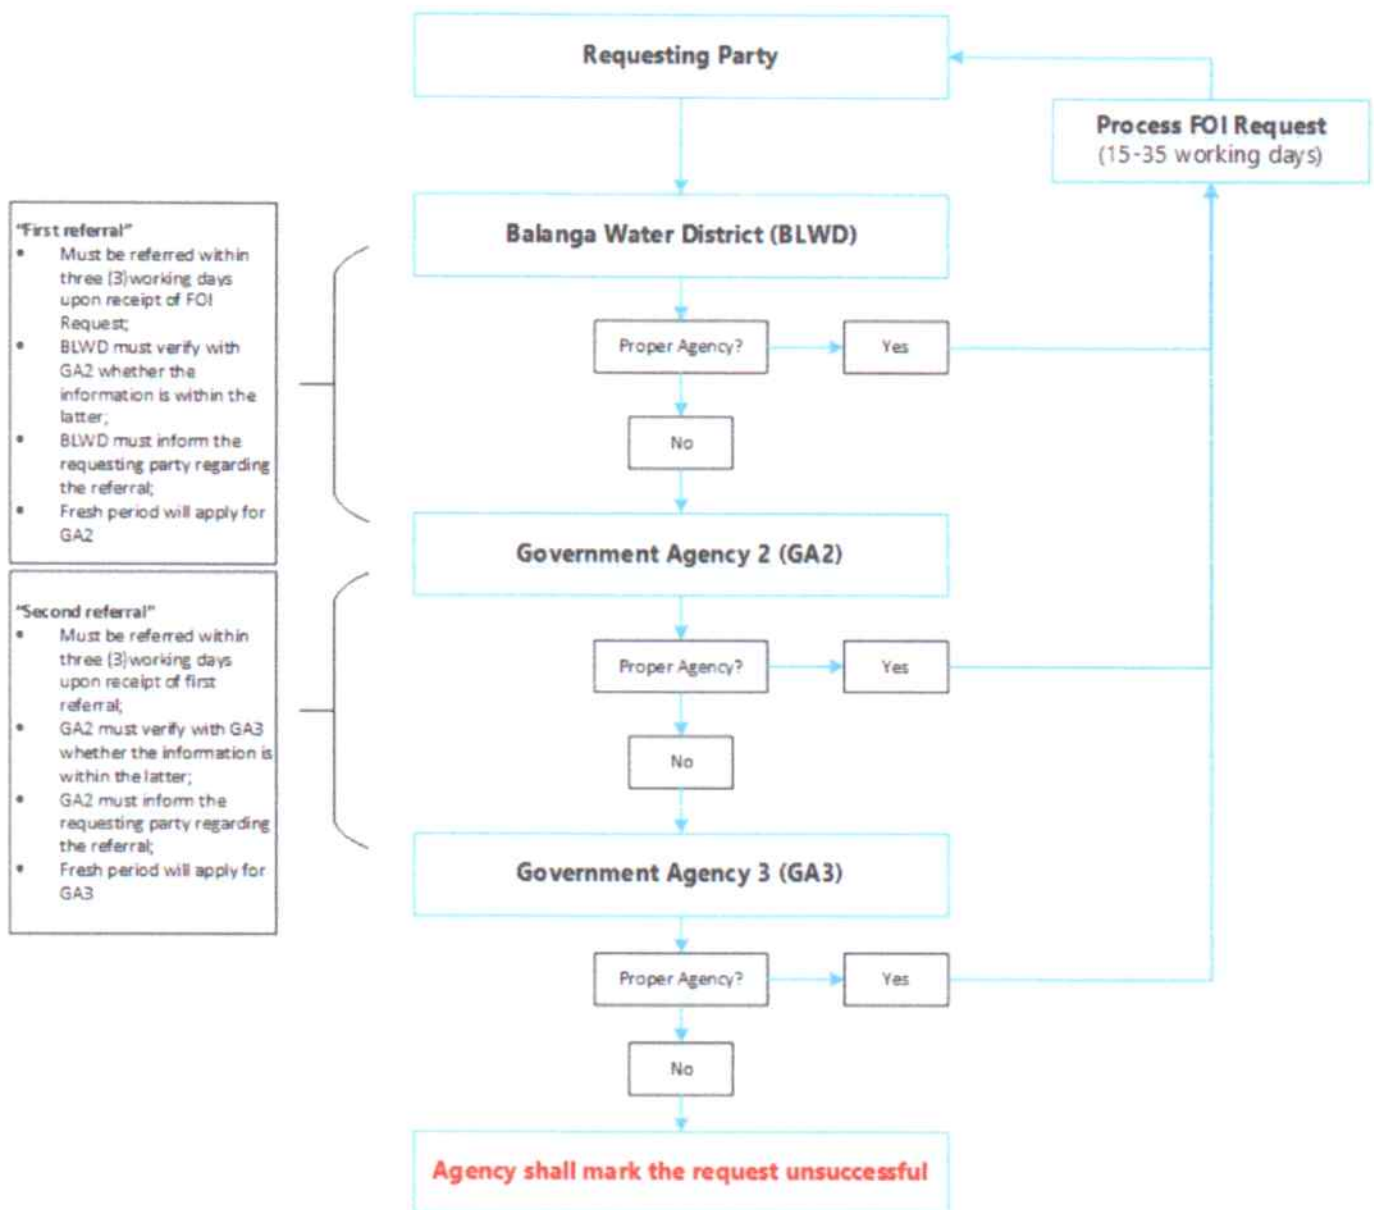 Requesting Party
Process FOI Request
(15-35 working days)
Balanga Water District (BLWD)
"First referral"
• Must be referred within
three (3)working days
upon receipt of FOI
Request;
• BLWD must verify with
GA2 whether the
information is within the
latter;
• BLWD must inform the
requesting party regarding
the referral;
• Fresh period will apply for
GA2
Proper Agency?
Yes
No
Government Agency 2 (GA2)
"Second referral"
• Must be referred within
three (3)working days
upon receipt of first
referral;
• GA2 must verify with GA3
whether the information is
within the latter;
• GA2 must inform the
requesting party regarding
the referral;
• Fresh period will apply for
GA3
Proper Agency?
Yes
No
Government Agency 3 (GA3)
Proper Agency?
Yes
No
Agency shall mark the request unsuccessful